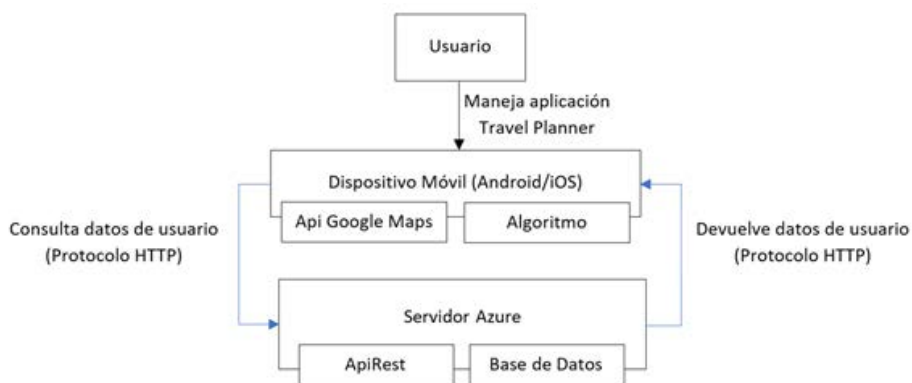 Usuario
Maneja aplicación
Travel Planner
Dispositivo Móvil (Android/iOS)
Api Google Maps
Algoritmo
Consulta datos de usuario
(Protocolo HTTP)
Devuelve datos de usuario
(Protocolo HTTP)
Servidor Azure
ApiRest
Base de Datos